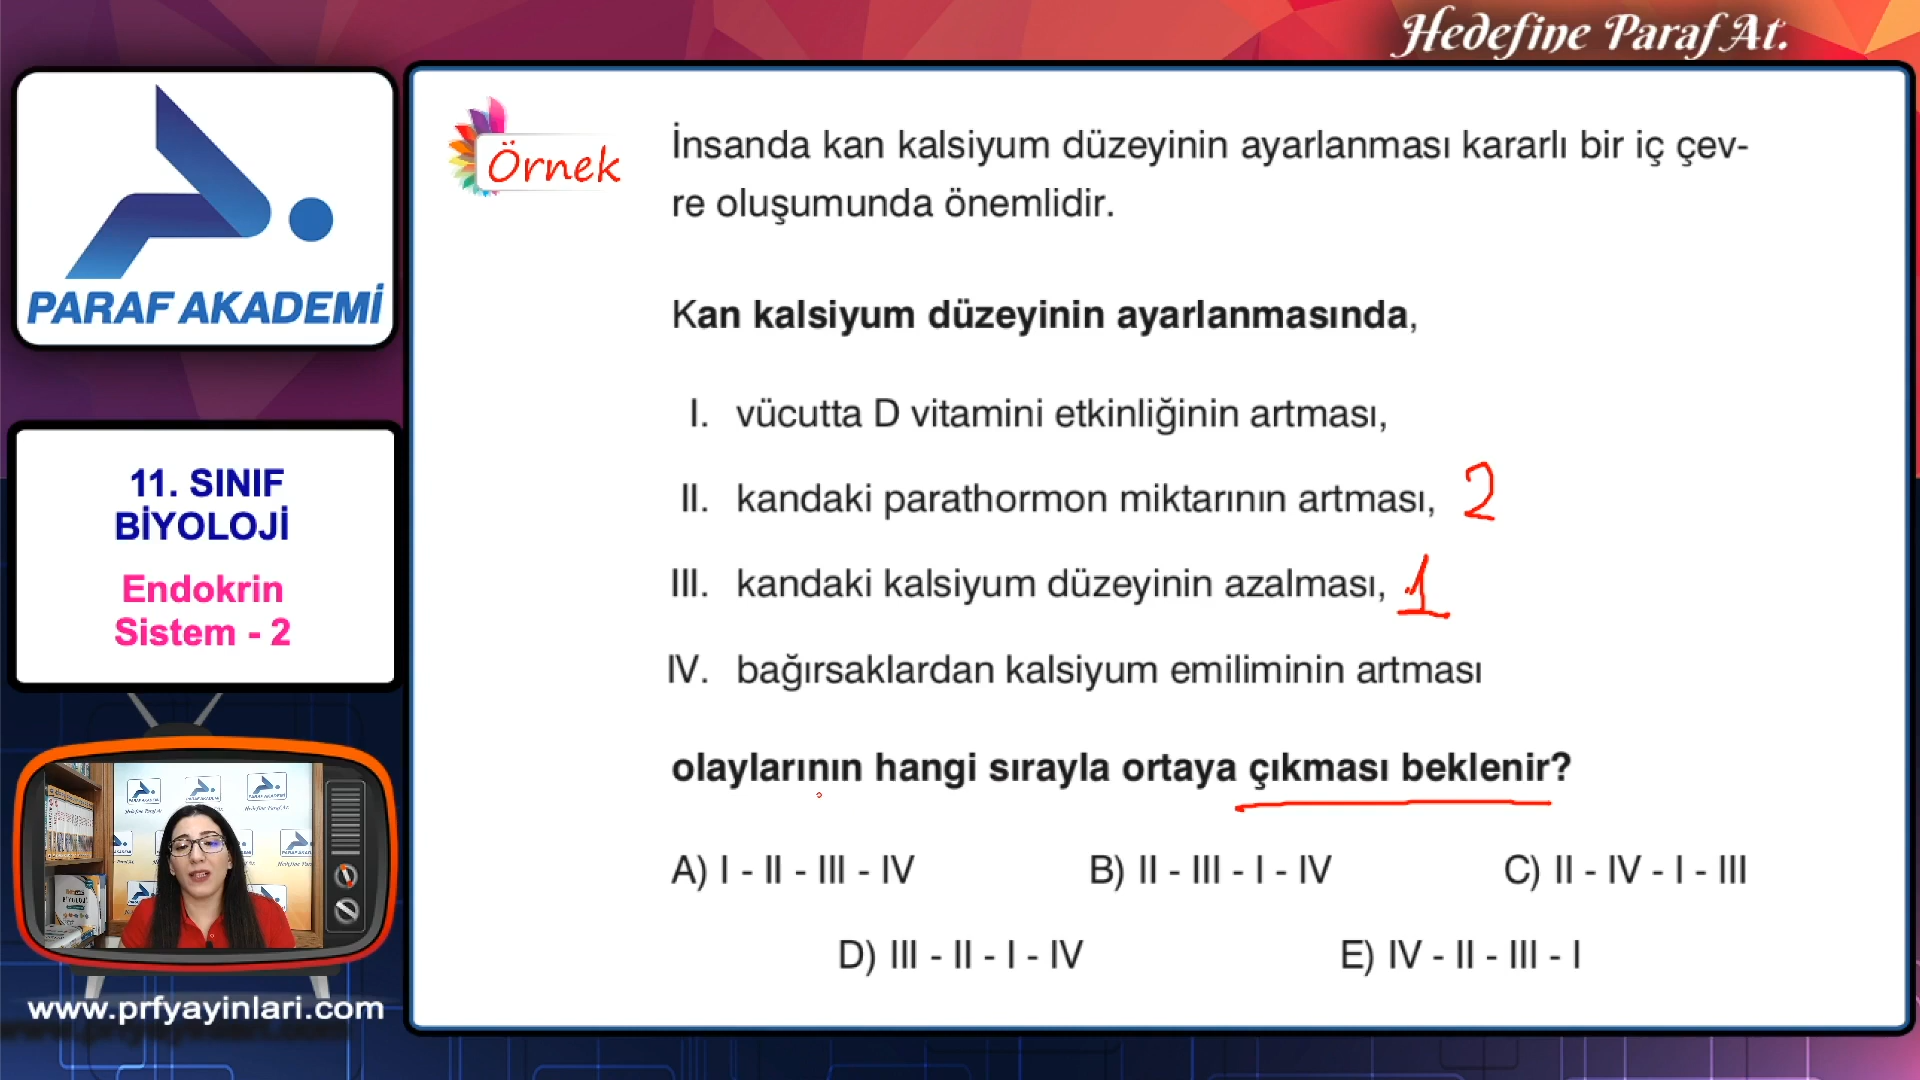 Hedefine Paraf At.
PARAF AKADEMİ
11. SINIF
BİYOLOJİ
Endokrin
Sistem - 2
www.prfyayinlari.com
Örnek
İnsanda kan kalsiyum düzeyinin ayarlanması kararlı bir iç çev-
re oluşumunda önemlidir.
Kan kalsiyum düzeyinin ayarlanmasında,
I. vücutta D vitamini etkinliğinin artması,
II. kandaki parathormon miktarının artması, 2
III. kandaki kalsiyum düzeyinin azalması, 1
IV. bağırsaklardan kalsiyum emiliminin artması
olaylarının hangi sırayla ortaya çıkması beklenir?
A) I - II - III - IV B) II - III - I - IV C) II - IV - I - III
D) III - II - I - IV E) IV - II - III - I